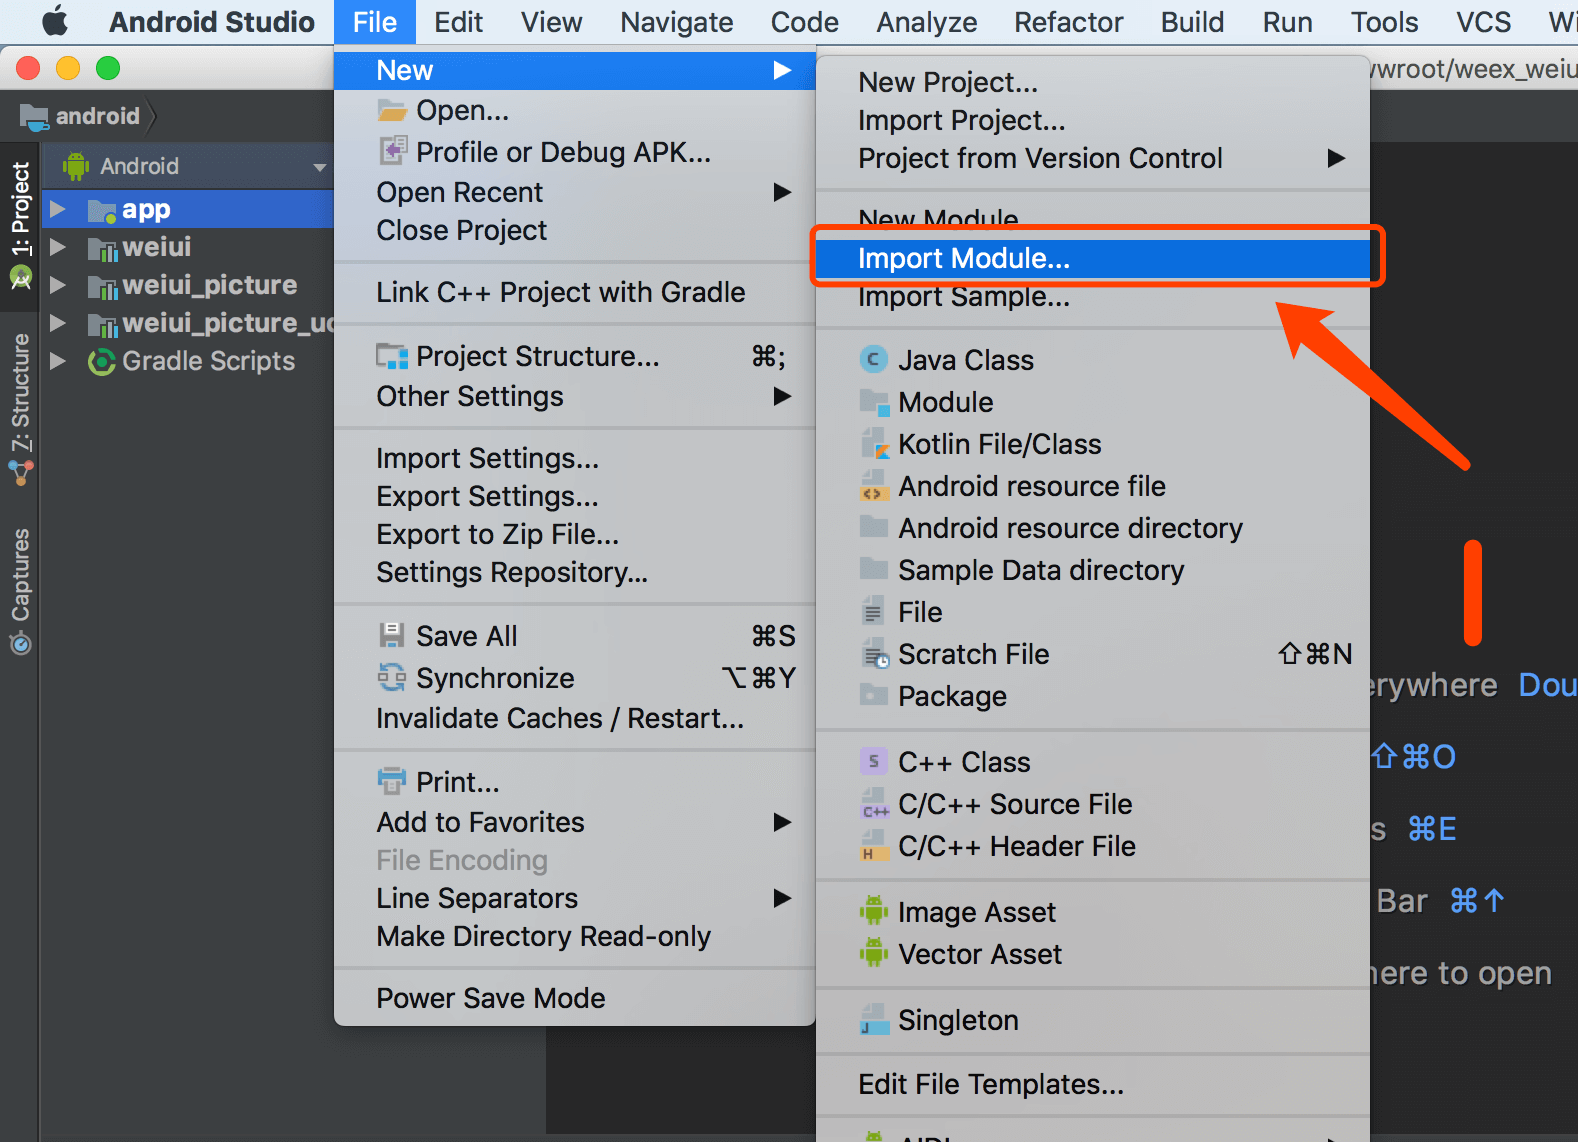 Android Studio File Edit View Navigate Code Analyze Refactor Build Run Tools VCS
wwroot/weex_weiu
android
Android
app
weiui
weiui_picture
weiui_picture_uc
Gradle Scripts
1: Project
7: Structure
Captures
New
Open...
Profile or Debug APK...
Open Recent
Close Project
Link C++ Project with Gradle
Project Structure... ⌘;
Other Settings
Import Settings...
Export Settings...
Export to Zip File...
Settings Repository...
Save All ⌘S
Synchronize ⌥⌘Y
Invalidate Caches / Restart...
Print...
Add to Favorites
File Encoding
Line Separators
Make Directory Read-only
Power Save Mode
New Project...
Import Project...
Project from Version Control
New Module...
Import Module...
Import Sample...
C Java Class
Module
Kotlin File/Class
Android resource file
Android resource directory
Sample Data directory
File
Scratch File ⇧⌘N
Package
S C++ Class
C++ C/C++ Source File
H C/C++ Header File
Image Asset
Vector Asset
J Singleton
Edit File Templates...
AIDL
erywhere Dou
⇧⌘O
s ⌘E
Bar ⌘↑
here to open